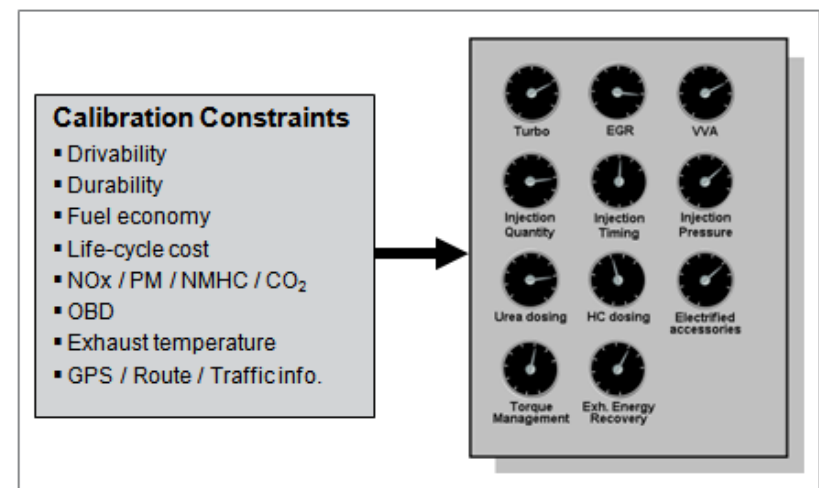 Calibration Constraints
▪ Drivability
▪ Durability
▪ Fuel economy
▪ Life-cycle cost
▪ NOx / PM / NMHC / CO₂
▪ OBD
▪ Exhaust temperature
▪ GPS / Route / Traffic info.
Turbo
EGR
VVA
Injection
Quantity
Injection
Timing
Injection
Pressure
Urea dosing
HC dosing
Electrified
accessories
Torque
Management
Exh. Energy
Recovery